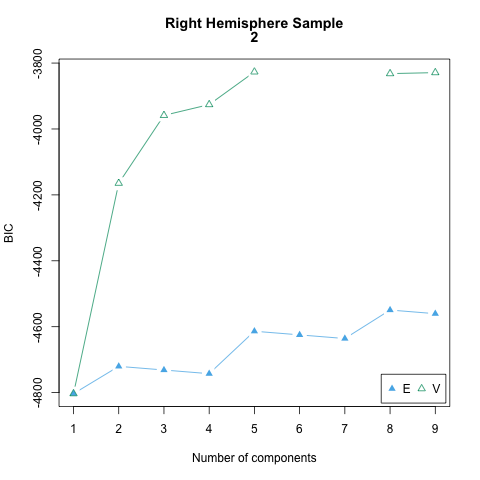 Right Hemisphere Sample
2
BIC
-3800
-4000
-4200
-4400
-4600
-4800
1 2 3 4 5 6 7 8 9
Number of components
E V